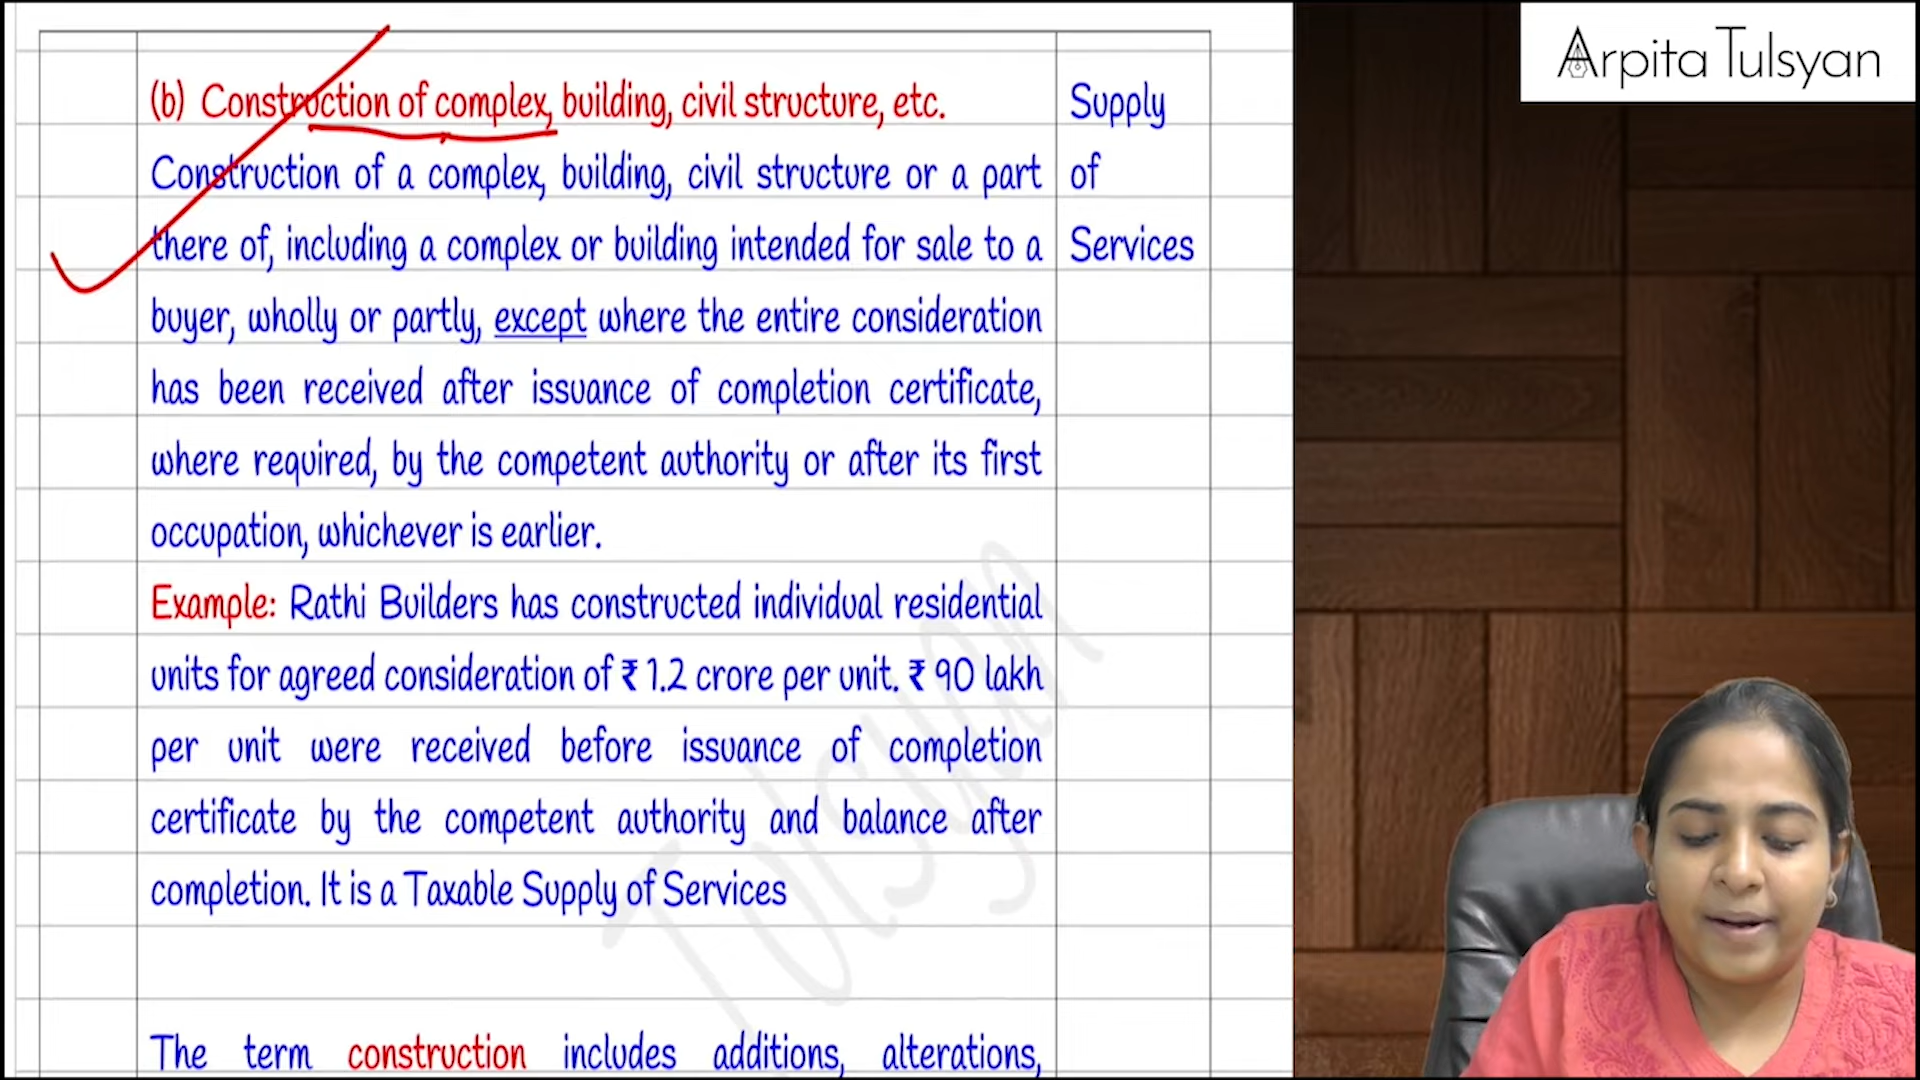 Arpita Tulsyan
(b) Construction of complex, building, civil structure, etc.
Supply
Construction of a complex, building, civil structure or a part
of
there of, including a complex or building intended for sale to a
Services
buyer, wholly or partly, except where the entire consideration
has been received after issuance of completion certificate,
where required, by the competent authority or after its first
occupation, whichever is earlier.
Example: Rathi Builders has constructed individual residential
units for agreed consideration of ₹ 1.2 crore per unit. ₹ 90 lakh
per unit were received before issuance of completion
certificate by the competent authority and balance after
completion. It is a Taxable Supply of Services
Tulsyan
The term construction includes additions, alterations,